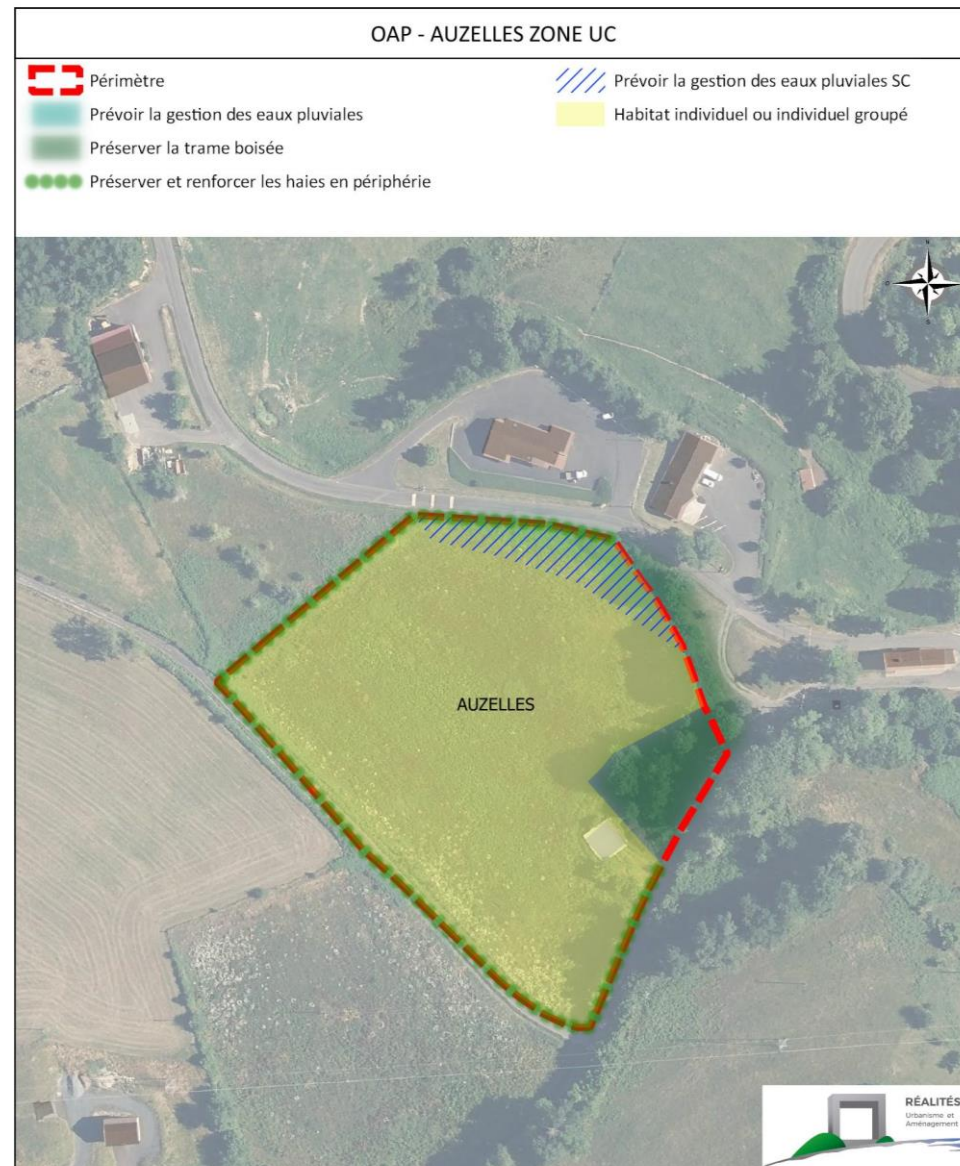 OAP - AUZELLES ZONE UC
Périmètre
Prévoir la gestion des eaux pluviales
Préserver la trame boisée
Préserver et renforcer les haies en périphérie
Prévoir la gestion des eaux pluviales SC
Habitat individuel ou individuel groupé
AUZELLES
RÉALITÉS
Urbanisme et
Aménagement